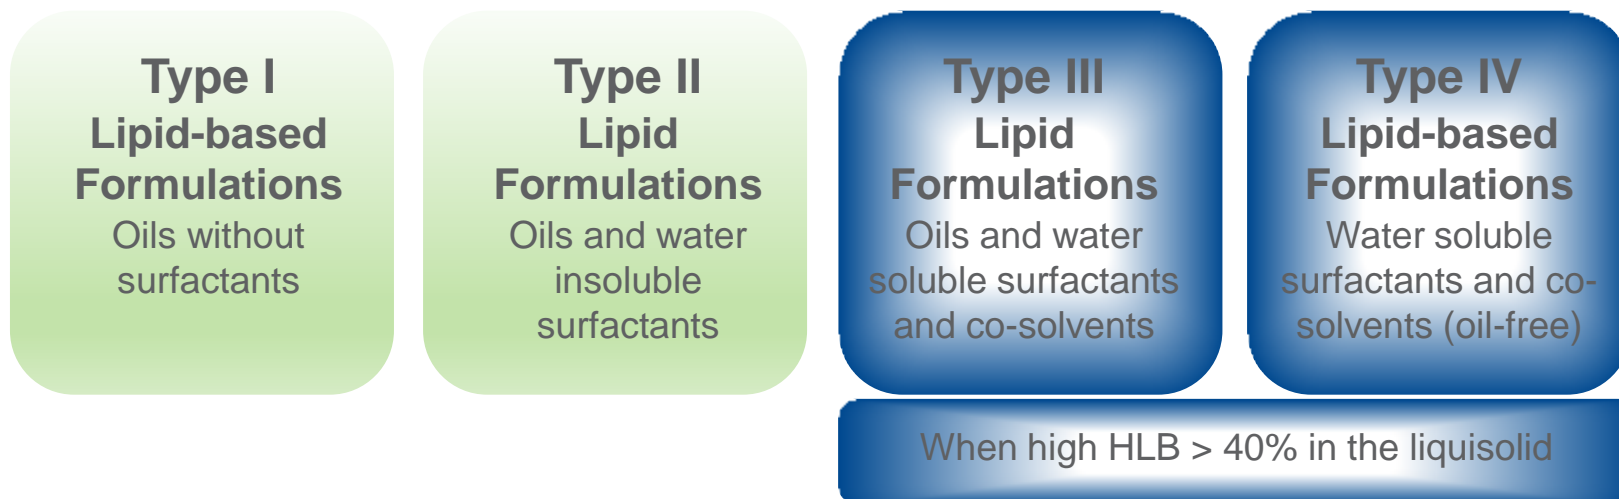 Type I
Lipid-based
Formulations
Oils without
surfactants
Type II
Lipid
Formulations
Oils and water
insoluble
surfactants
Type III
Lipid
Formulations
Oils and water
soluble surfactants
and co-solvents
Type IV
Lipid-based
Formulations
Water soluble
surfactants and co-
solvents (oil-free)
When high HLB > 40% in the liquisolid